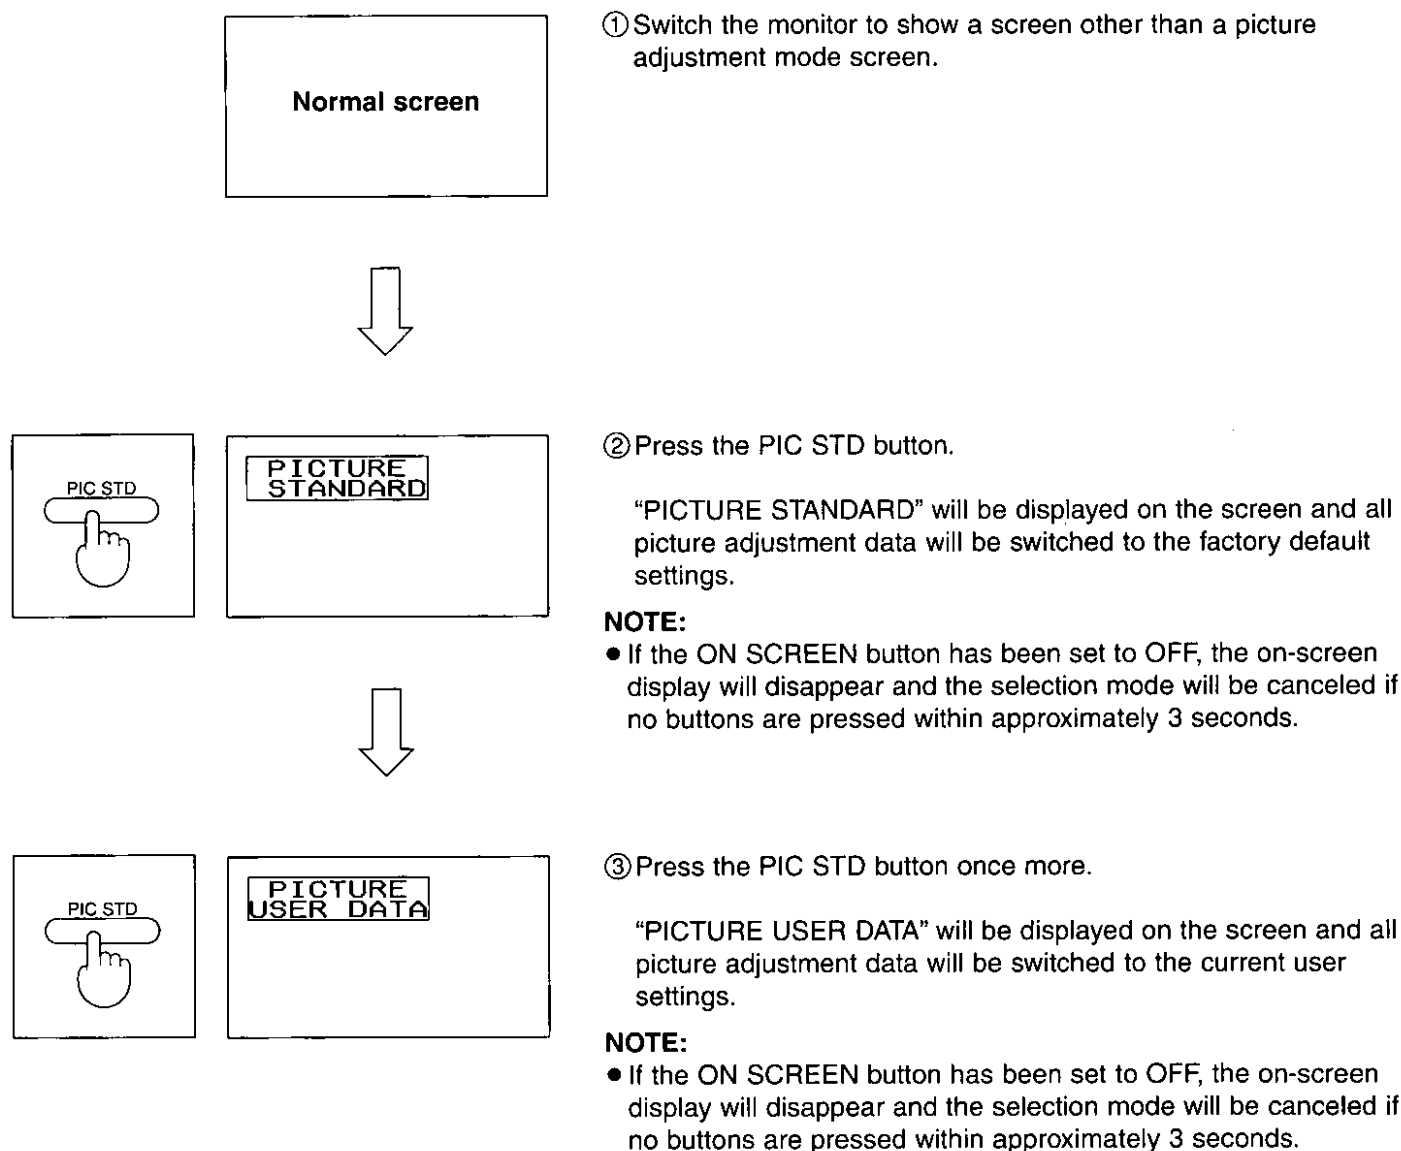 Normal screen
①Switch the monitor to show a screen other than a picture
adjustment mode screen.
PIC STD
PICTURE
STANDARD
②Press the PIC STD button.
“PICTURE STANDARD” will be displayed on the screen and all
picture adjustment data will be switched to the factory default
settings.
NOTE:
● If the ON SCREEN button has been set to OFF, the on-screen
display will disappear and the selection mode will be canceled if
no buttons are pressed within approximately 3 seconds.
PIC STD
PICTURE
USER DATA
③Press the PIC STD button once more.
“PICTURE USER DATA” will be displayed on the screen and all
picture adjustment data will be switched to the current user
settings.
NOTE:
● If the ON SCREEN button has been set to OFF, the on-screen
display will disappear and the selection mode will be canceled if
no buttons are pressed within approximately 3 seconds.